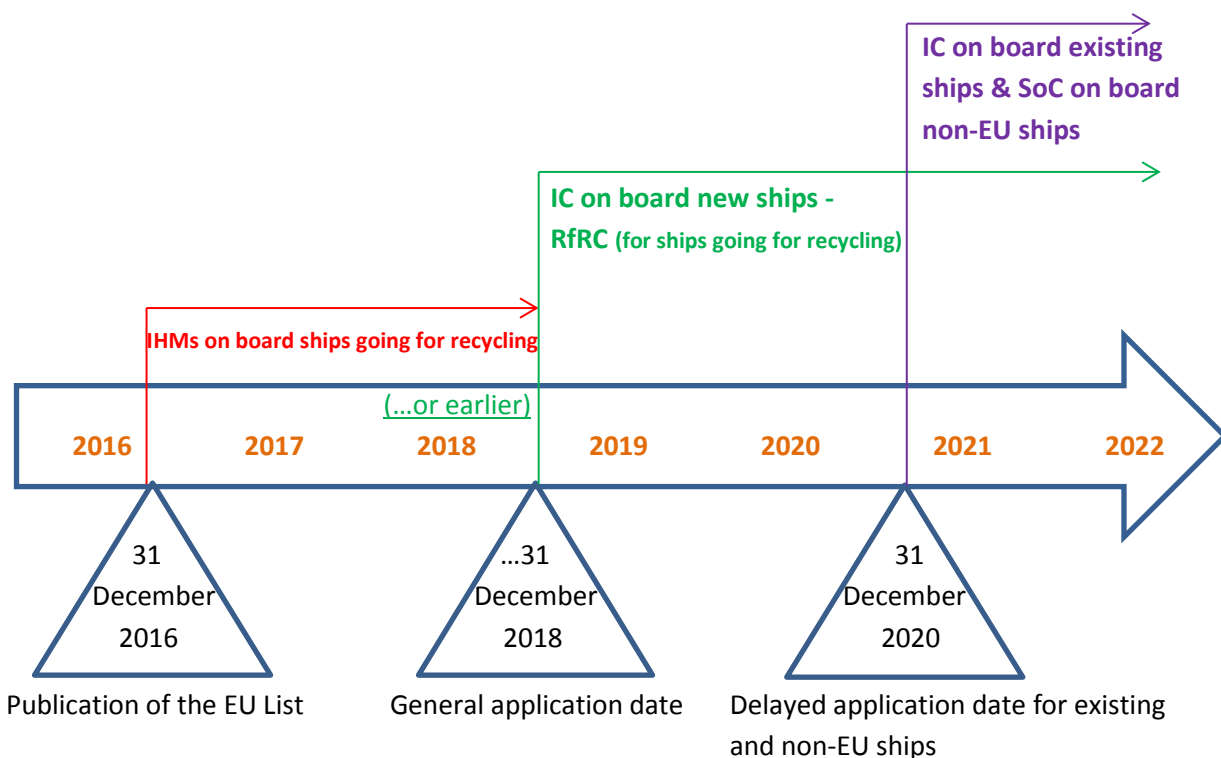 IC on board existing
ships & SoC on board
non-EU ships
IC on board new ships -
RfRC (for ships going for recycling)
IHMs on board ships going for recycling
(...or earlier)
2016 2017 2018 2019 2020 2021 2022
31
December
2016
...31
December
2018
31
December
2020
Publication of the EU List
General application date
Delayed application date for existing
and non-EU ships